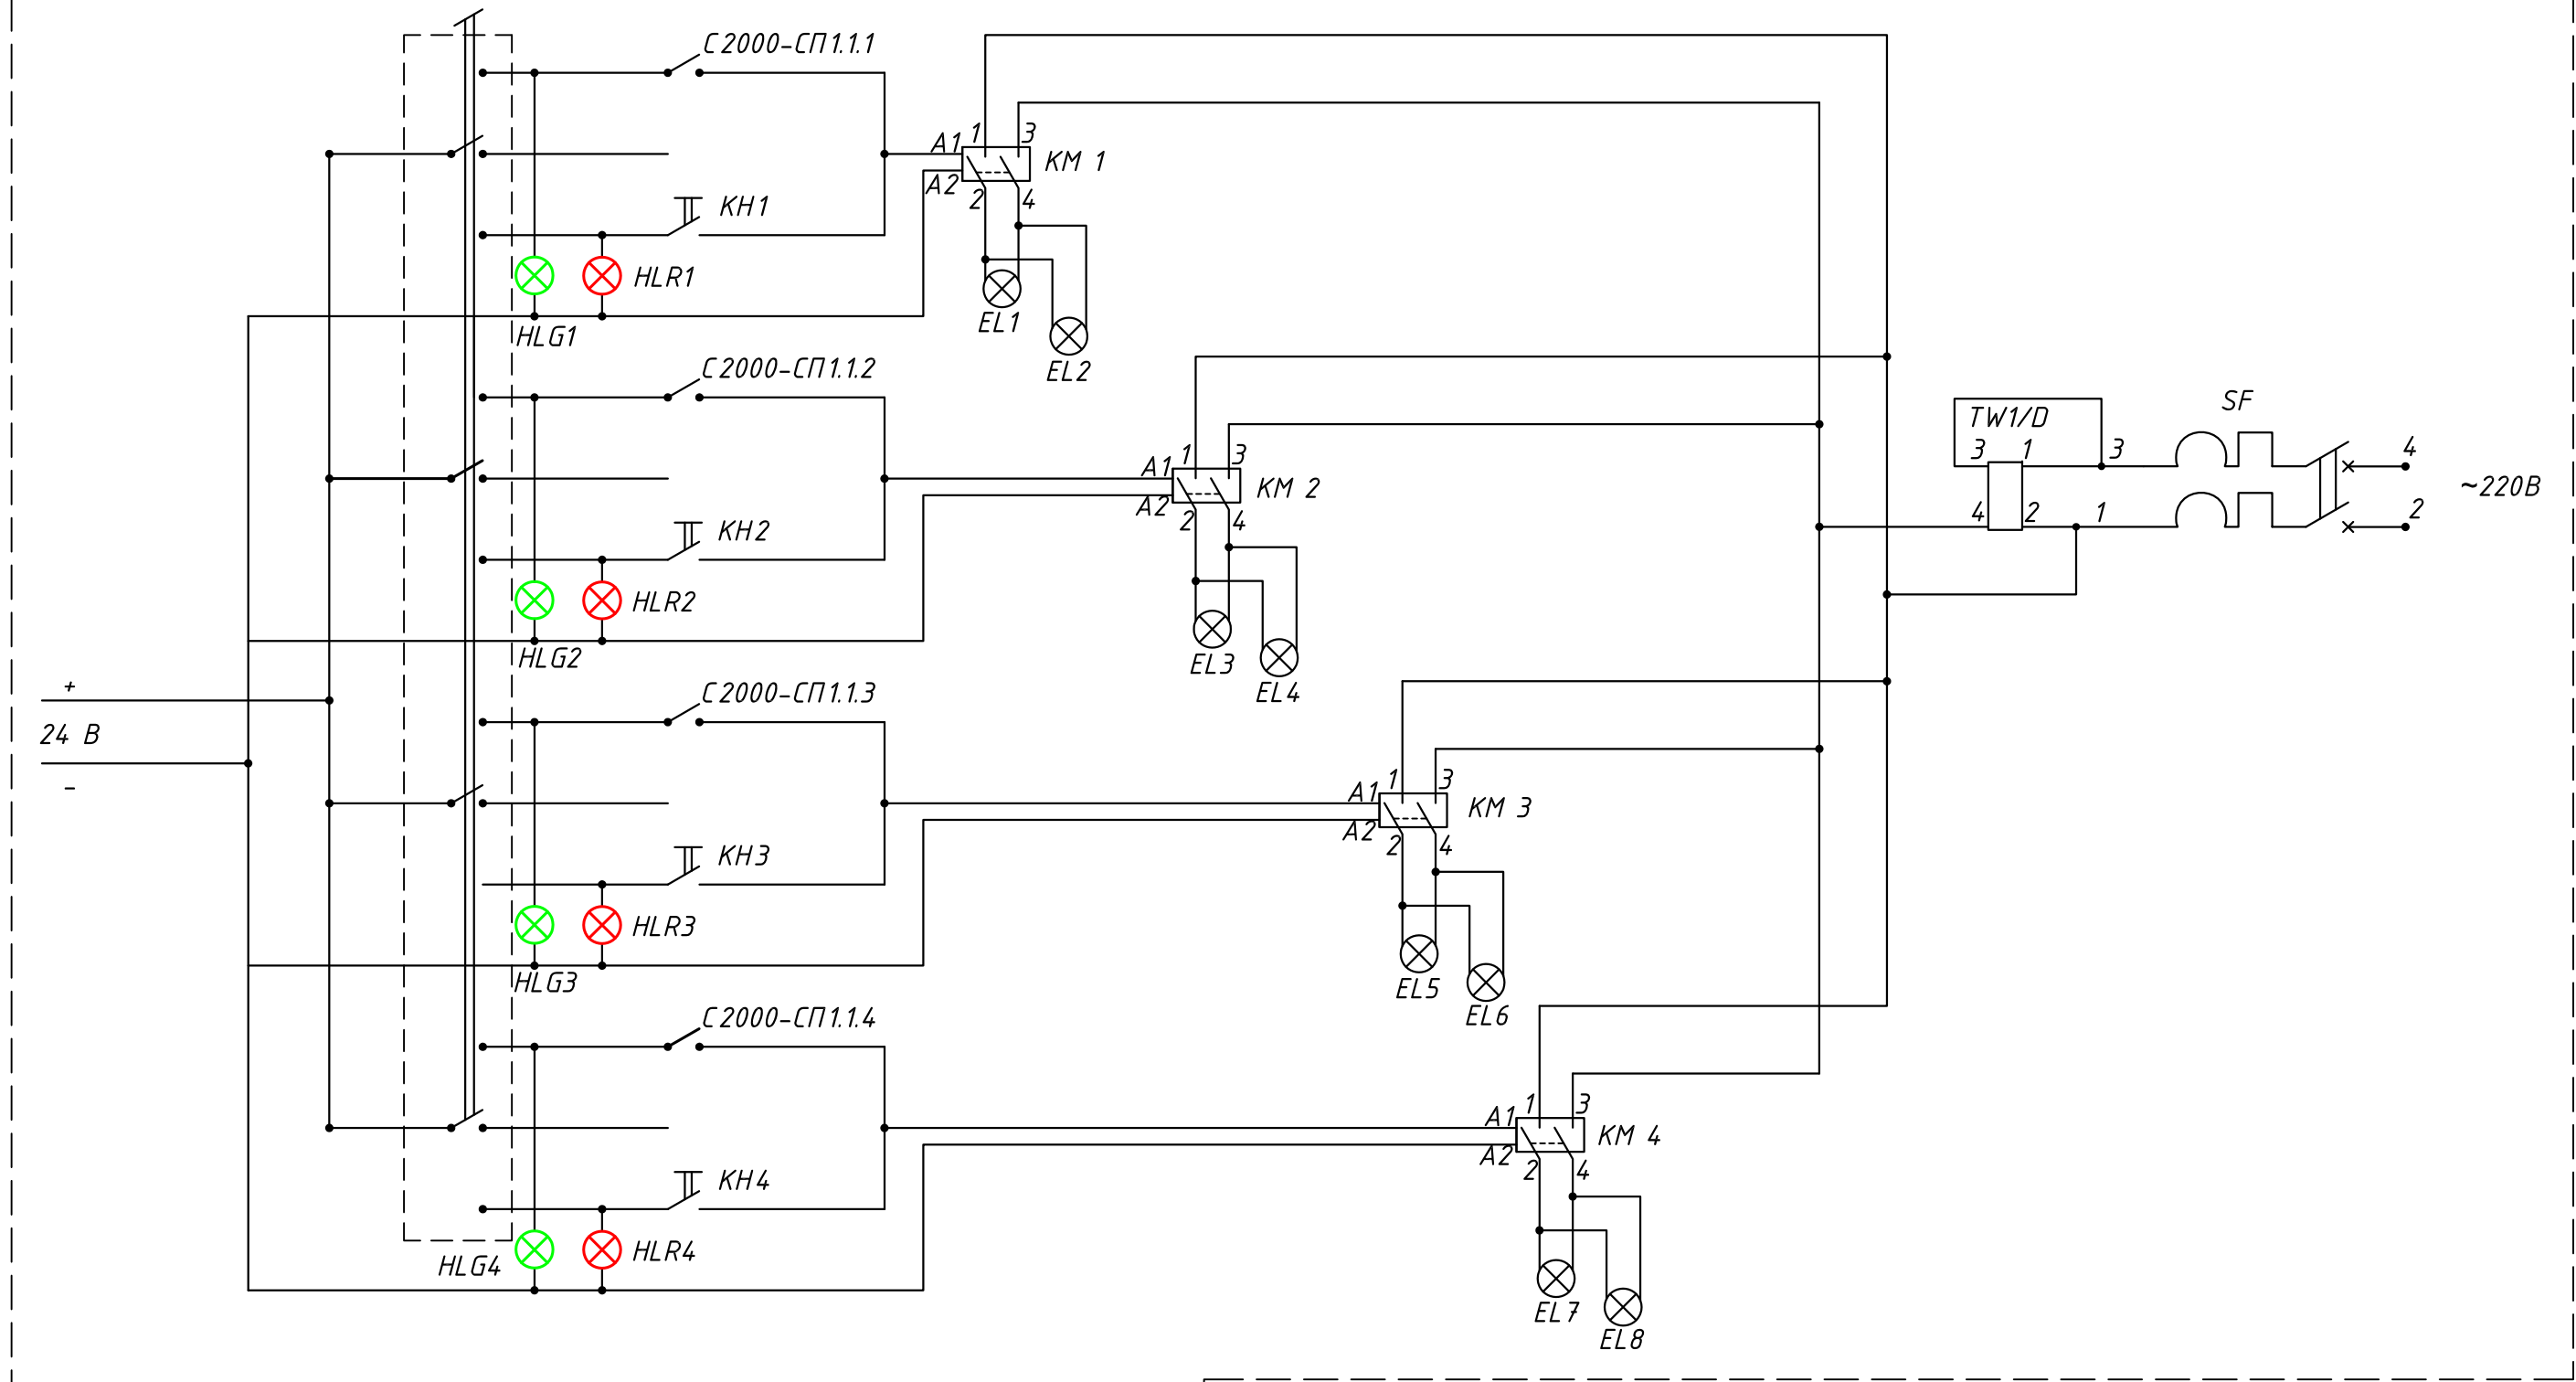 С2000-СП1.1.1
А1
1
3
КМ 1
А2
2
4
КН1
HLR1
HLG1
EL1
EL2
С2000-СП1.1.2
TW1/D
SF
3
1
3
4
4
2
1
2
~220В
А1
1
3
КМ 2
А2
2
4
КН2
HLR2
HLG2
EL3
EL4
+
24 В
-
С2000-СП1.1.3
А1
1
3
КМ 3
А2
2
4
КН3
HLR3
HLG3
EL5
EL6
С2000-СП1.1.4
А1
1
3
КМ 4
А2
2
4
КН4
HLR4
HLG4
EL7
EL8